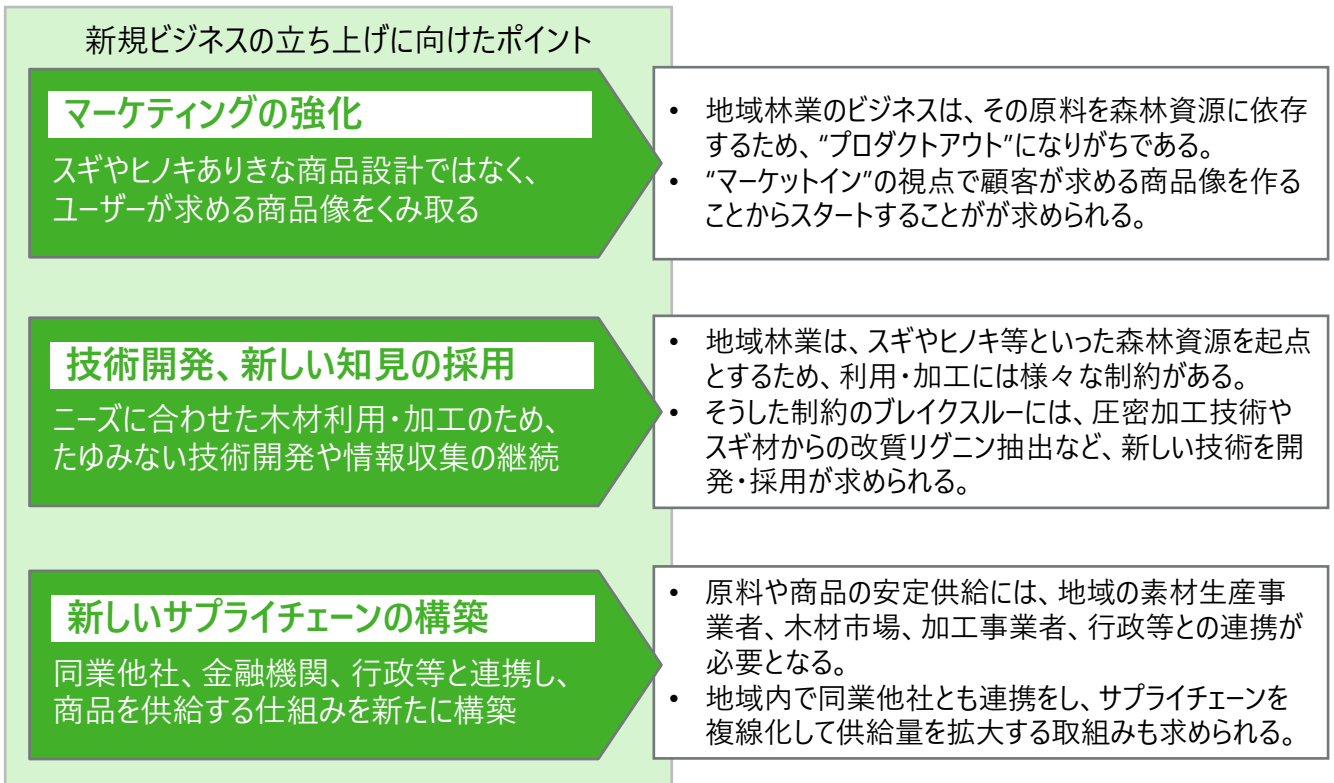 新規ビジネスの立ち上げに向けたポイント
マーケティングの強化
スギやヒノキありきな商品設計ではなく、
ユーザーが求める商品像をくみ取る
• 地域林業のビジネスは、その原料を森林資源に依存
するため、“プロダクトアウト”になりがちである。
• “マーケットイン”の視点で顧客が求める商品像を作る
ことからスタートすることがが求められる。
技術開発、新しい知見の採用
ニーズに合わせた木材利用・加工のため、
たゆみない技術開発や情報収集の継続
• 地域林業は、スギやヒノキ等といった森林資源を起点
とするため、利用・加工には様々な制約がある。
• そうした制約のブレイクスルーには、圧密加工技術や
スギ材からの改質リグニン抽出など、新しい技術を開
発・採用が求められる。
新しいサプライチェーンの構築
同業他社、金融機関、行政等と連携し、
商品を供給する仕組みを新たに構築
• 原料や商品の安定供給には、地域の素材生産事
業者、木材市場、加工事業者、行政等との連携が
必要となる。
• 地域内で同業他社とも連携をし、サプライチェーンを
複線化して供給量を拡大する取組みも求められる。